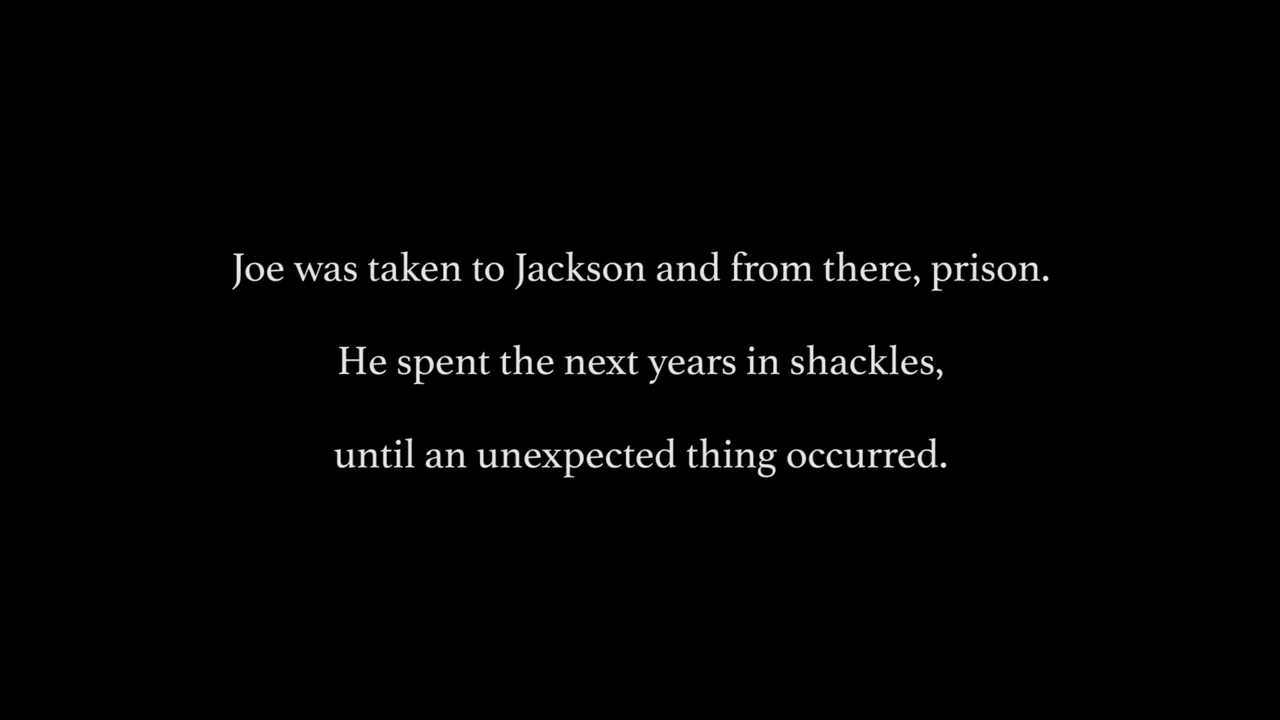 Joe was taken to Jackson and from there, prison.
He spent the next years in shackles,
until an unexpected thing occurred.